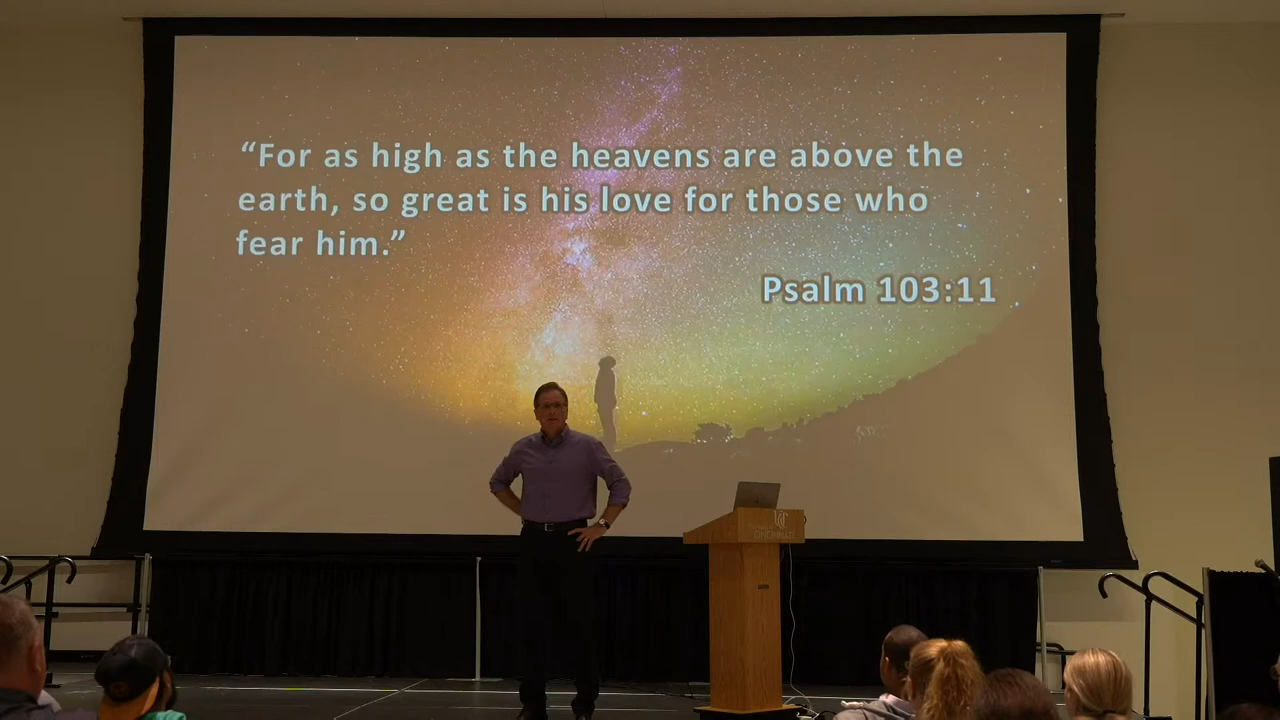 “For as high as the heavens are above the
earth, so great is his love for those who
fear him.”
Psalm 103:11
CINCINNATI